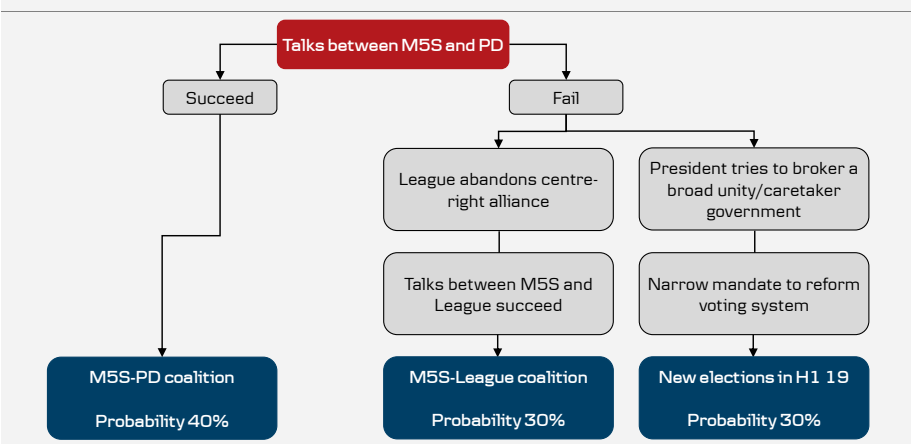 Talks between M5S and PD
Succeed
Fail
League abandons centre-
right alliance
President tries to broker a
broad unity/caretaker
government
Talks between M5S and
League succeed
Narrow mandate to reform
voting system
M5S-PD coalition
Probability 40%
M5S-League coalition
Probability 30%
New elections in H1 19
Probability 30%